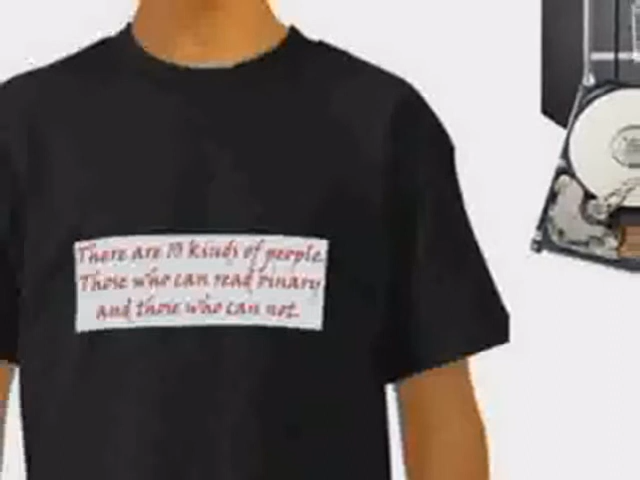 There are 10 kinds of people.
Those who can read binary
and those who can not.